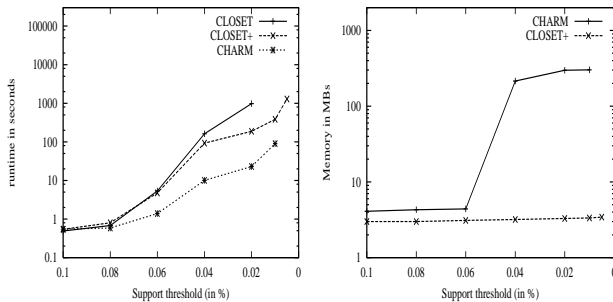 CLOSET
CLOSET+
CHARM
100000
10000
1000
100
10
1
0.1
0.1
0.08
0.06
0.04
0.02
0
runtime in seconds
Support threshold (in %)
CHARM
CLOSET+
1000
100
10
1
0.1
0.08
0.06
0.04
0.02
0
Memory in MBs
Support threshold (in %)